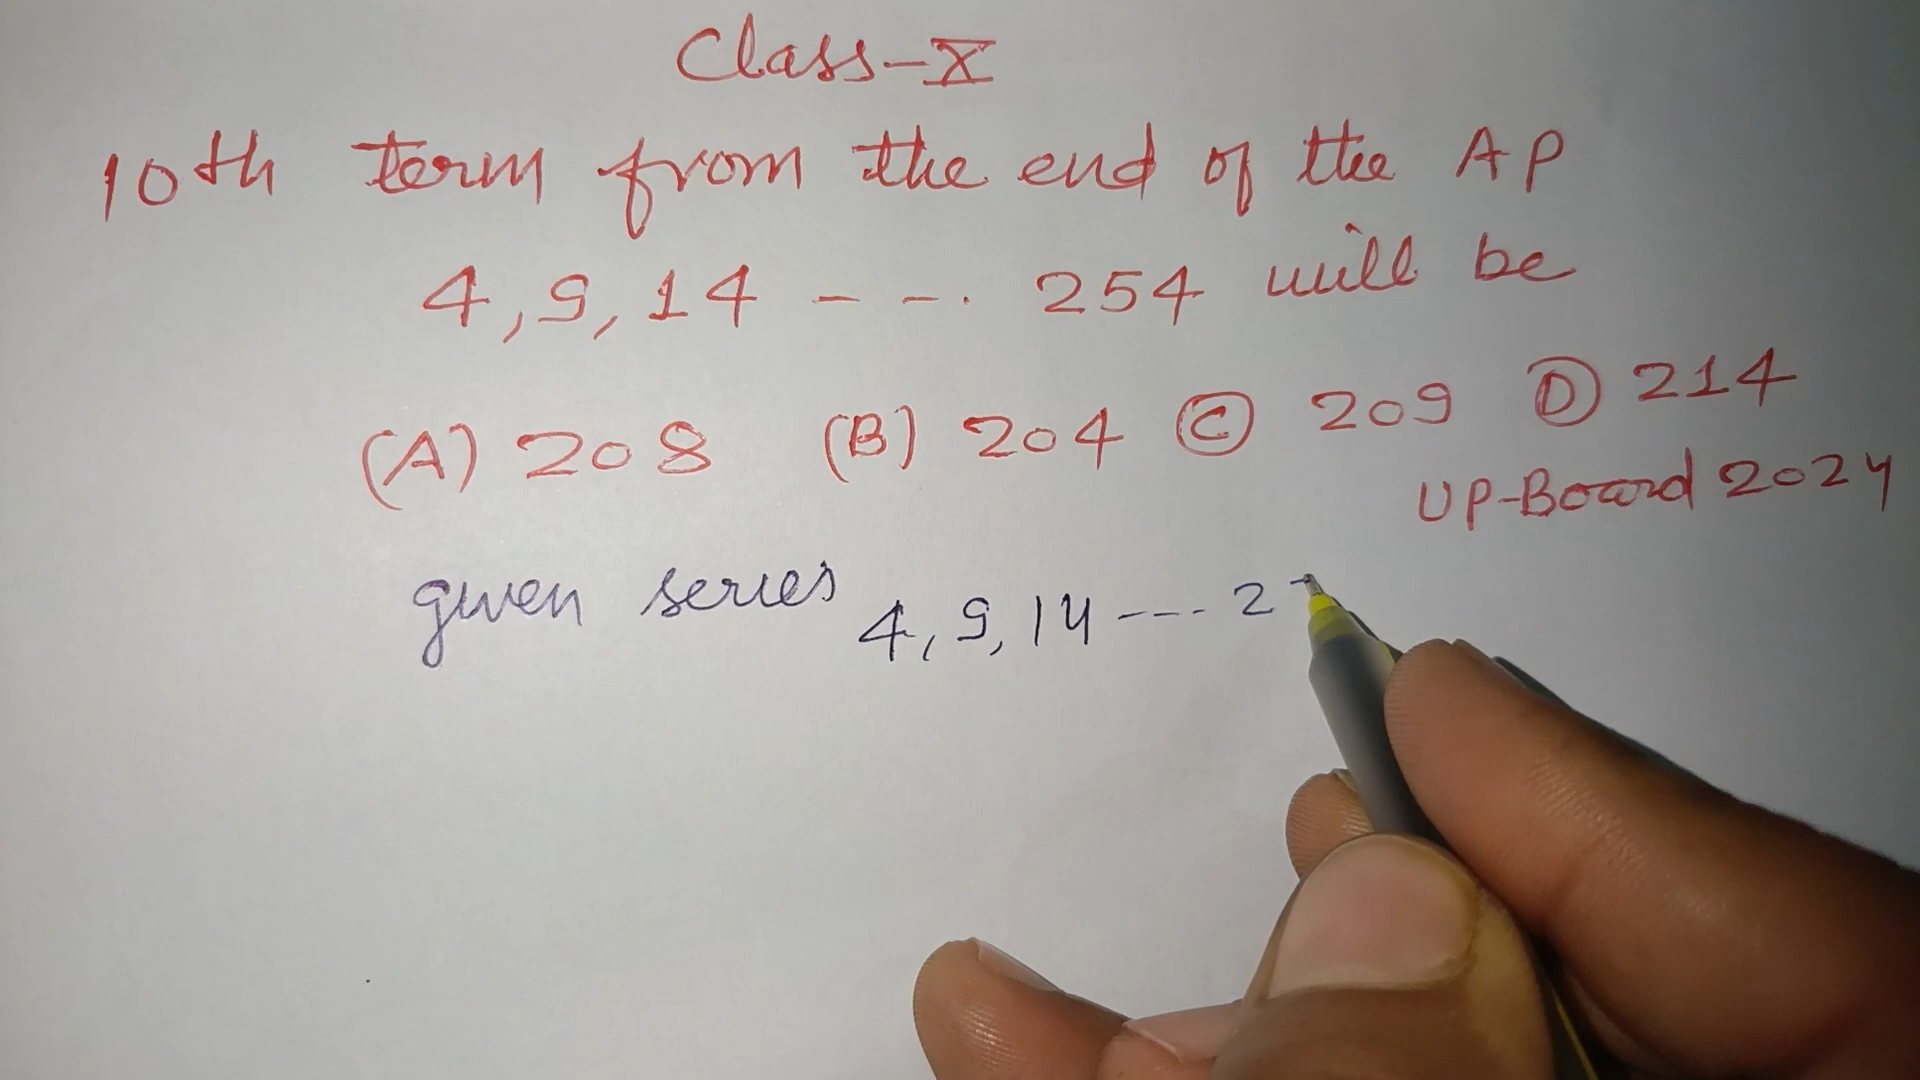 Class-X
10th term from the end of the AP
4, 9, 14 - - . 254 will be
(A) 208 (B) 204 (C) 209 (D) 214
UP-Board 2024
given series 4, 9, 14 --- 2